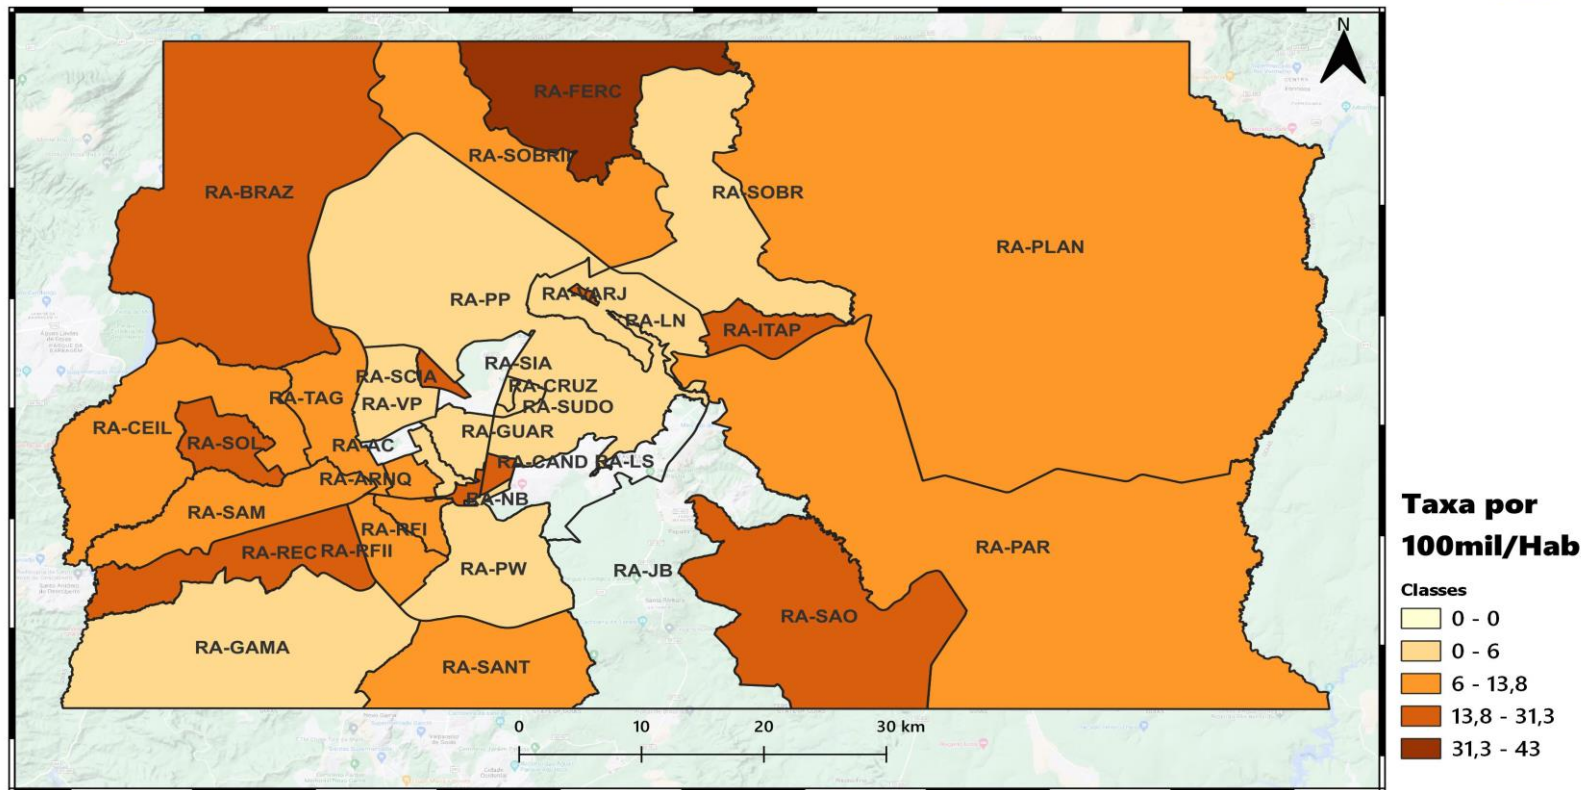 N
RA-FERC
RA-SOBRII
RA-BRAZ
RA-SOBR
RA-PLAN
RA-PP
RA-VARJ
RA-LN
RA-ITAP
RA-SIA
RA-SCIA
RA-CRUZ
RA-TAG
RA-VP
RA-SUDO
RA-CEIL
RA-SOL
RA-AC
RA-GUAR
RA-CAND
RA-LS
RA-ARNQ
RA-NB
RA-SAM
RA-RFI
RA-REC
RA-RFII
RA-PAR
RA-PW
RA-JB
RA-SAO
RA-GAMA
RA-SANT
0 10 20 30 km
Taxa por
100mil/Hab
Classes
0 - 0
0 - 6
6 - 13,8
13,8 - 31,3
31,3 - 43